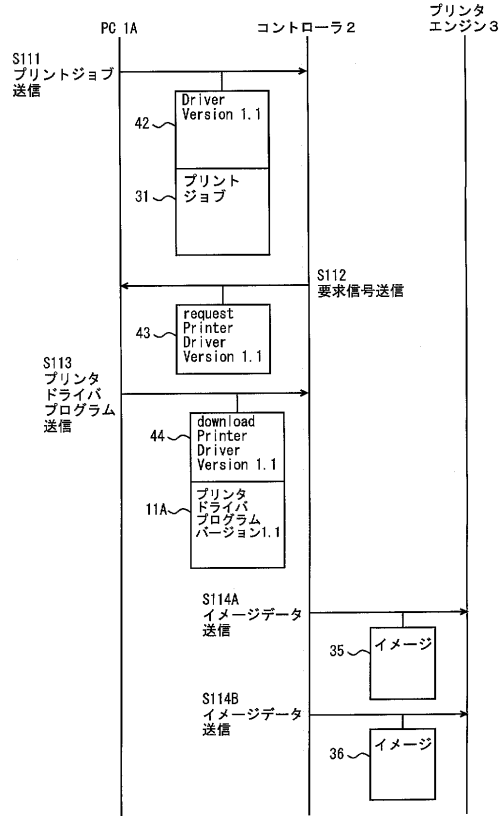 PC 1A
コントローラ2
プリンタ
エンジン3
S111
プリントジョブ
送信
42
Driver
Version 1.1
31
プリント
ジョブ
S112
要求信号送信
43
request
Printer
Driver
Version 1.1
S113
プリンタ
ドライバ
プログラム
送信
44
download
Printer
Driver
Version 1.1
11A
プリンタ
ドライバ
プログラム
バージョン1.1
S114A
イメージデータ
送信
35
イメージ
S114B
イメージデータ
送信
36
イメージ